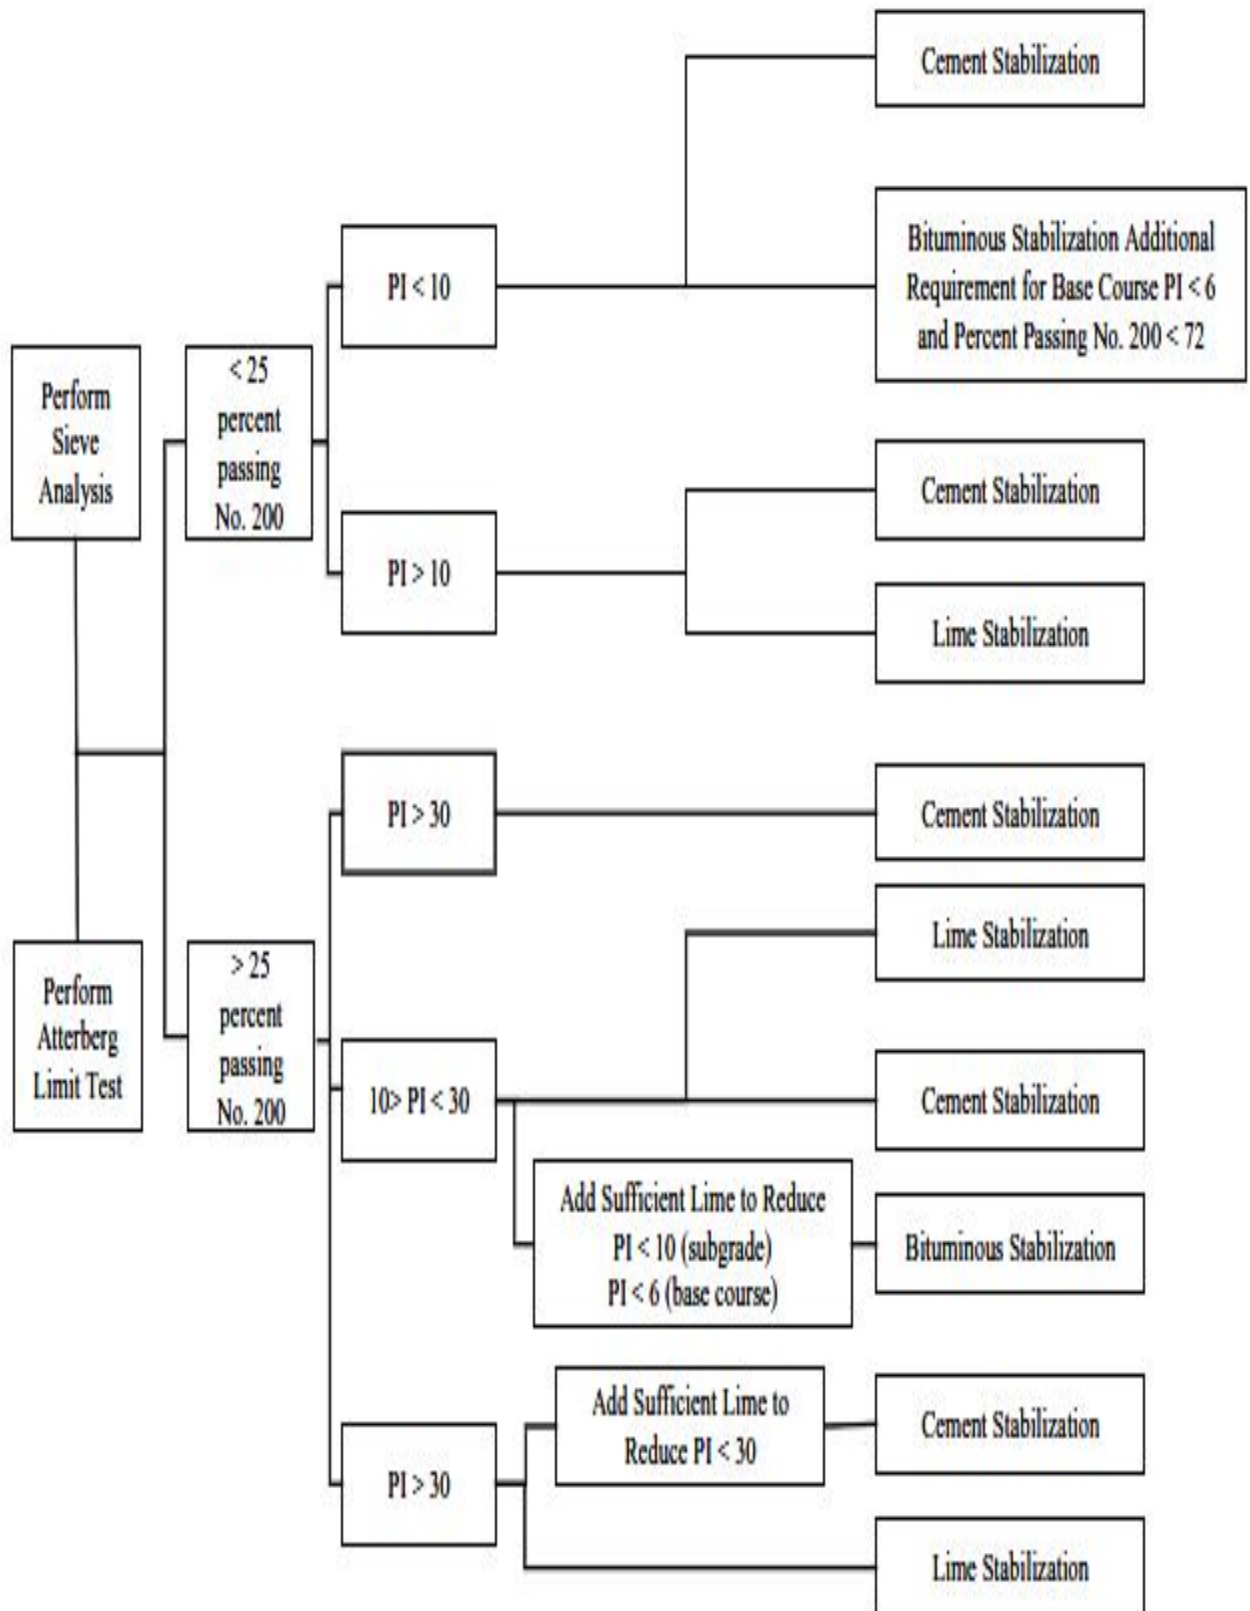 Perform
Sieve
Analysis
Perform
Atterberg
Limit Test
< 25
percent
passing
No. 200
> 25
percent
passing
No. 200
PI < 10
PI > 10
PI > 30
10> PI < 30
PI > 30
Cement Stabilization
Bituminous Stabilization Additional
Requirement for Base Course PI < 6
and Percent Passing No. 200 < 72
Cement Stabilization
Lime Stabilization
Cement Stabilization
Lime Stabilization
Cement Stabilization
Add Sufficient Lime to Reduce
PI < 10 (subgrade)
PI < 6 (base course)
Bituminous Stabilization
Add Sufficient Lime to
Reduce PI < 30
Cement Stabilization
Lime Stabilization